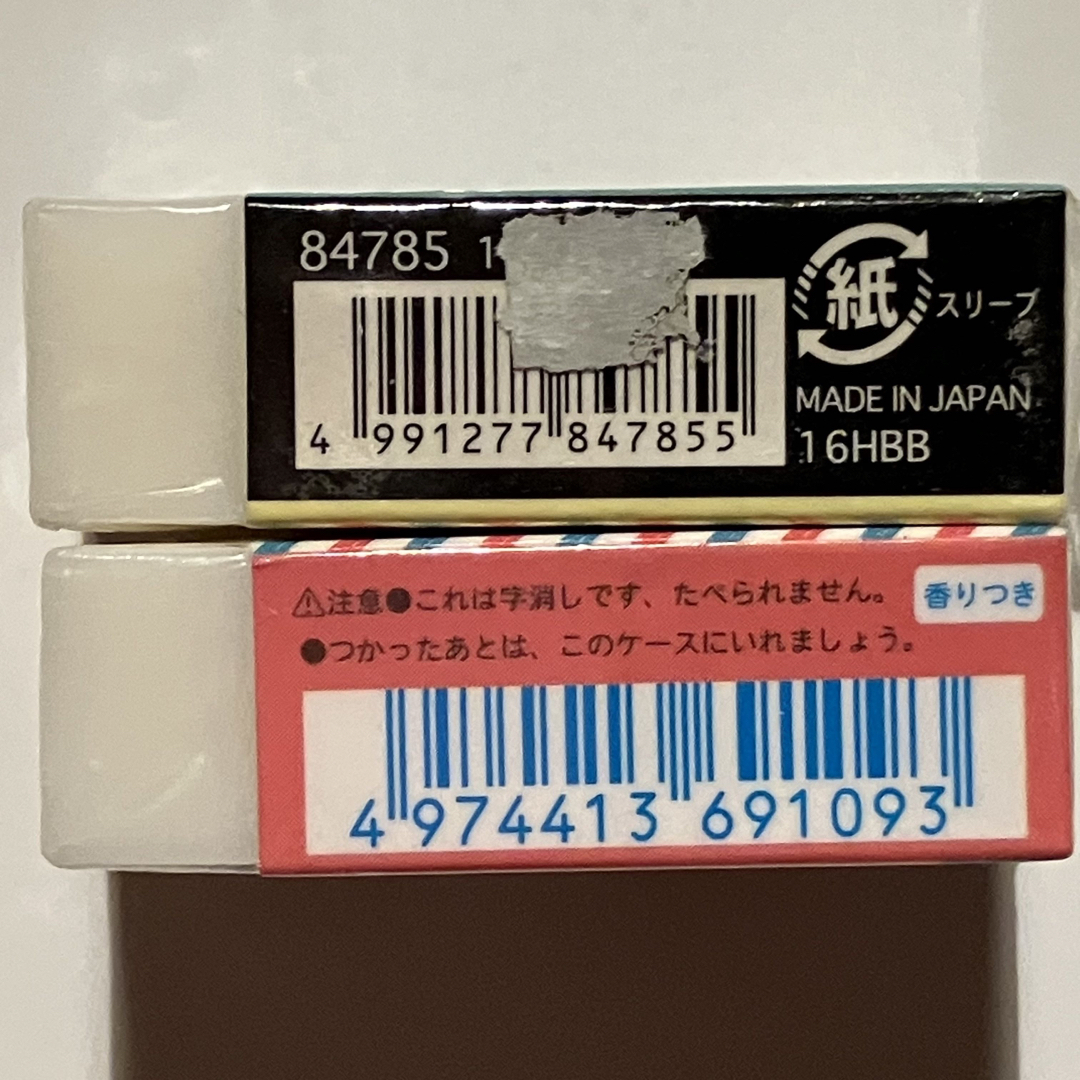 84785 1
紙 スリーブ
4 991277 847855
MADE IN JAPAN
16HBB
⚠注意●これは字消しです、たべられません。 香りつき
●つかったあとは、このケースにいれましょう。
4 974413 691093